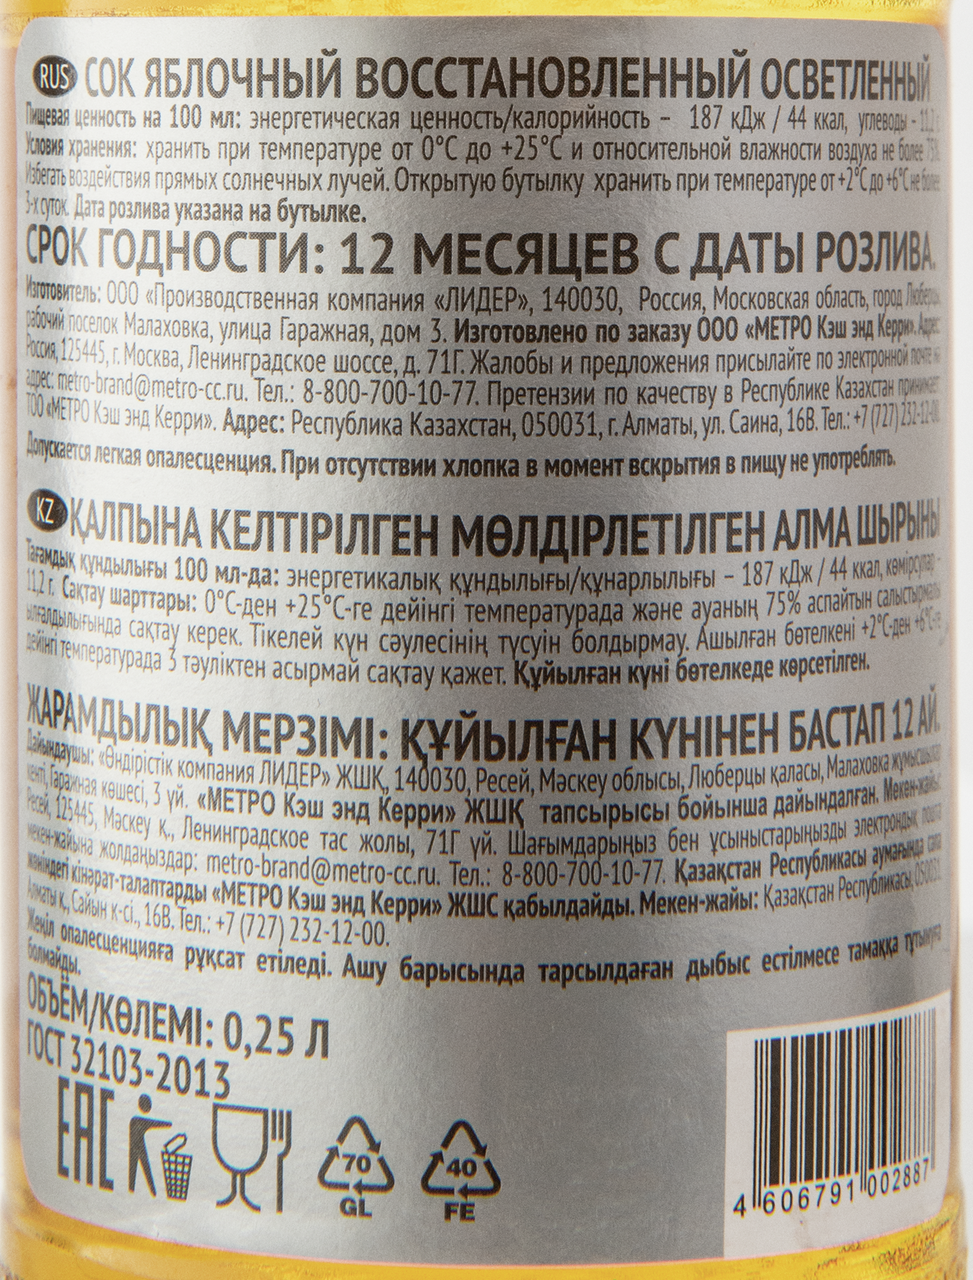 RUS СОК ЯБЛОЧНЫЙ ВОССТАНОВЛЕННЫЙ ОСВЕТЛЕННЫЙ
Пищевая ценность на 100 мл: энергетическая ценность/калорийность – 187 кДж / 44 ккал, углеводы - 11,2 г.
Условия хранения: хранить при температуре от 0°С до +25°С и относительной влажности воздуха не более 75%.
Избегать воздействия прямых солнечных лучей. Открытую бутылку хранить при температуре от +2°С до +6°С не более
3-х суток. Дата розлива указана на бутылке.
СРОК ГОДНОСТИ: 12 МЕСЯЦЕВ С ДАТЫ РОЗЛИВА.
Изготовитель: ООО «Производственная компания «ЛИДЕР», 140030, Россия, Московская область, город Люберцы,
рабочий поселок Малаховка, улица Гаражная, дом 3. Изготовлено по заказу ООО «МЕТРО Кэш энд Керри». Адрес:
Россия, 125445, г. Москва, Ленинградское шоссе, д. 71Г. Жалобы и предложения присылайте по электронной почте на
адрес: metro-brand@metro-cc.ru. Тел.: 8-800-700-10-77. Претензии по качеству в Республике Казахстан принимает
ТОО «МЕТРО Кэш энд Керри». Адрес: Республика Казахстан, 050031, г. Алматы, ул. Саина, 16В. Тел.: +7 (727) 232-12-00.
Допускается легкая опалесценция. При отсутствии хлопка в момент вскрытия в пищу не употреблять.
KZ ҚАЛПЫНА КЕЛТІРІЛГЕН МӨЛДІРЛЕТІЛГЕН АЛМА ШЫРЫНЫ
Тағамдық құндылығы 100 мл-да: энергетикалық құндылығы/құнарлылығы – 187 кДж / 44 ккал, көмірсулар –
11,2 г. Сақтау шарттары: 0°С-ден +25°С-ге дейінгі температурада және ауаның 75% аспайтын салыстырмалы
ылғалдылығында сақтау керек. Тікелей күн сәулесінің түсуін болдырмау. Ашылған бөтелкені +2°С-ден +6°С-ге
дейінгі температурада 3 тәуліктен асырмай сақтау қажет. Құйылған күні бөтелкеде көрсетілген.
ЖАРАМДЫЛЫҚ МЕРЗІМІ: ҚҰЙЫЛҒАН КҮНІНЕН БАСТАП 12 АЙ.
Дайындаушы: «Өндірістік компания ЛИДЕР» ЖШҚ, 140030, Ресей, Мәскеу облысы, Люберцы қаласы, Малаховка жұмысшылар
кенті, Гаражная көшесі, 3 үй. «МЕТРО Кэш энд Керри» ЖШҚ тапсырысы бойынша дайындалған. Мекен-жайы:
Ресей, 125445, Мәскеу қ., Ленинградское тас жолы, 71Г үй. Шағымдарыңыз бен ұсыныстарыңызды электрондық пошта
мекен-жайына жолдаңыздар: metro-brand@metro-cc.ru. Тел.: 8-800-700-10-77. Қазақстан Республикасы аумағында сапа
жөніндегі кінәрат-талаптарды «МЕТРО Кэш энд Керри» ЖШС қабылдайды. Мекен-жайы: Қазақстан Республикасы, 050031,
Алматы қ., Сайын к-сі., 16В. Тел.: +7 (727) 232-12-00.
Жеңіл опалесценцияға рұқсат етіледі. Ашу барысында тарсылдаған дыбыс естілмесе тамаққа тұтынуға
болмайды.
ОБЪЁМ/КӨЛЕМІ: 0,25 Л
ГОСТ 32103-2013
ЕАС
70
GL
40
FE
4 606791 002887